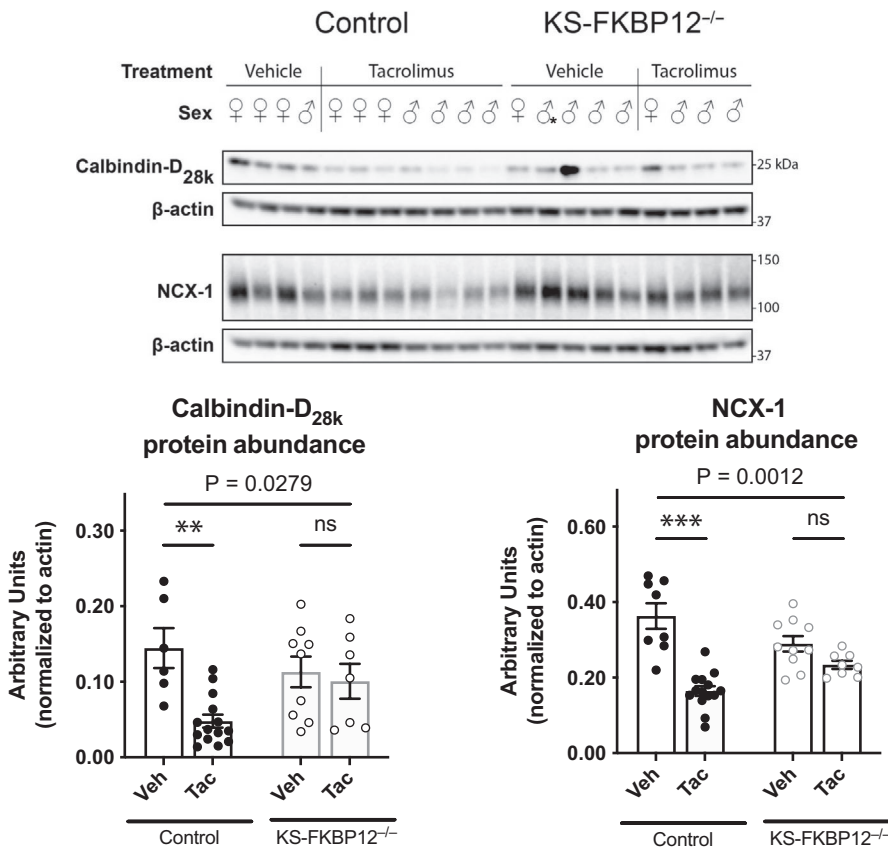 Control KS-FKBP12–/–
Treatment Vehicle Tacrolimus Vehicle Tacrolimus
Sex ♀ ♀ ♀ ♂ ♀ ♀ ♀ ♂ ♂ ♂ ♂ ♀ ♂* ♂ ♂ ♂ ♀ ♂ ♂ ♂
Calbindin-D28k 25 kDa
β-actin 37
150
NCX-1
100
β-actin 37
Calbindin-D28k
protein abundance
P = 0.0279
** ns
Arbitrary Units
(normalized to actin)
0.30
0.20
0.10
0.00
Veh Tac Veh Tac
Control KS-FKBP12–/–
NCX-1
protein abundance
P = 0.0012
*** ns
Arbitrary Units
(normalized to actin)
0.60
0.40
0.20
0.00
Veh Tac Veh Tac
Control KS-FKBP12–/–